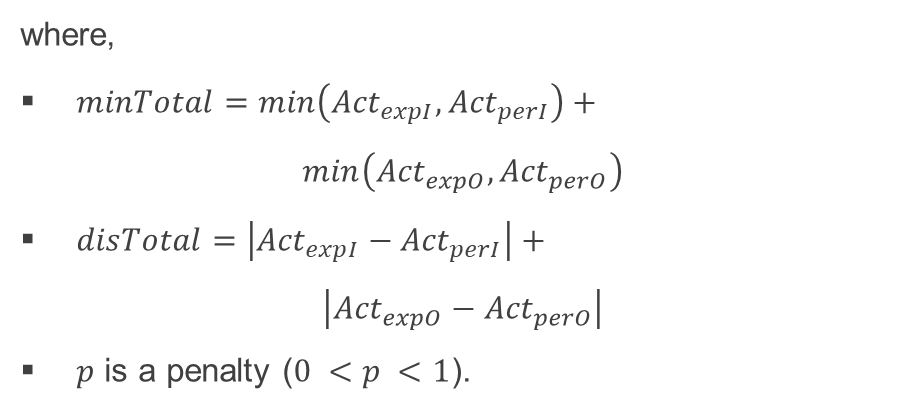 where,
▪ minTotal = min(Act_expI, Act_perI) +
min(Act_expO, Act_perO)
▪ disTotal = |Act_expI − Act_perI| +
|Act_expO − Act_perO|
▪ p is a penalty (0 < p < 1).